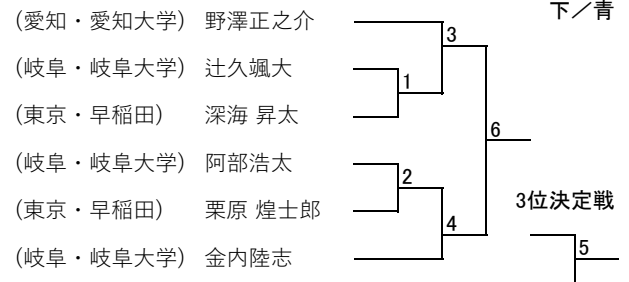 下／青
(愛知・愛知大学) 野澤正之介
3
(岐阜・岐阜大学) 辻久颯大
1
(東京・早稲田) 深海 昇太
6
(岐阜・岐阜大学) 阿部浩太
2
(東京・早稲田) 栗原 煌士郎
3位決定戦
4
(岐阜・岐阜大学) 金内陸志
5